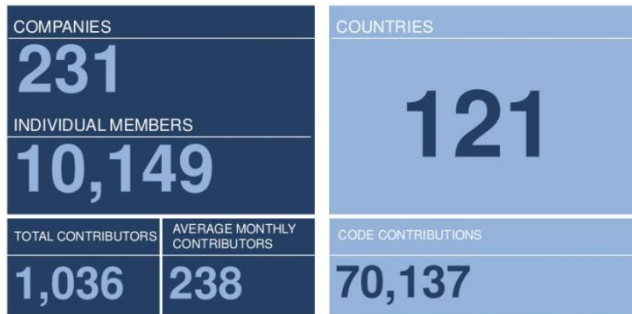 COMPANIES
231
INDIVIDUAL MEMBERS
10,149
COUNTRIES
121
TOTAL CONTRIBUTORS
1,036
AVERAGE MONTHLY
CONTRIBUTORS
238
CODE CONTRIBUTIONS
70,137